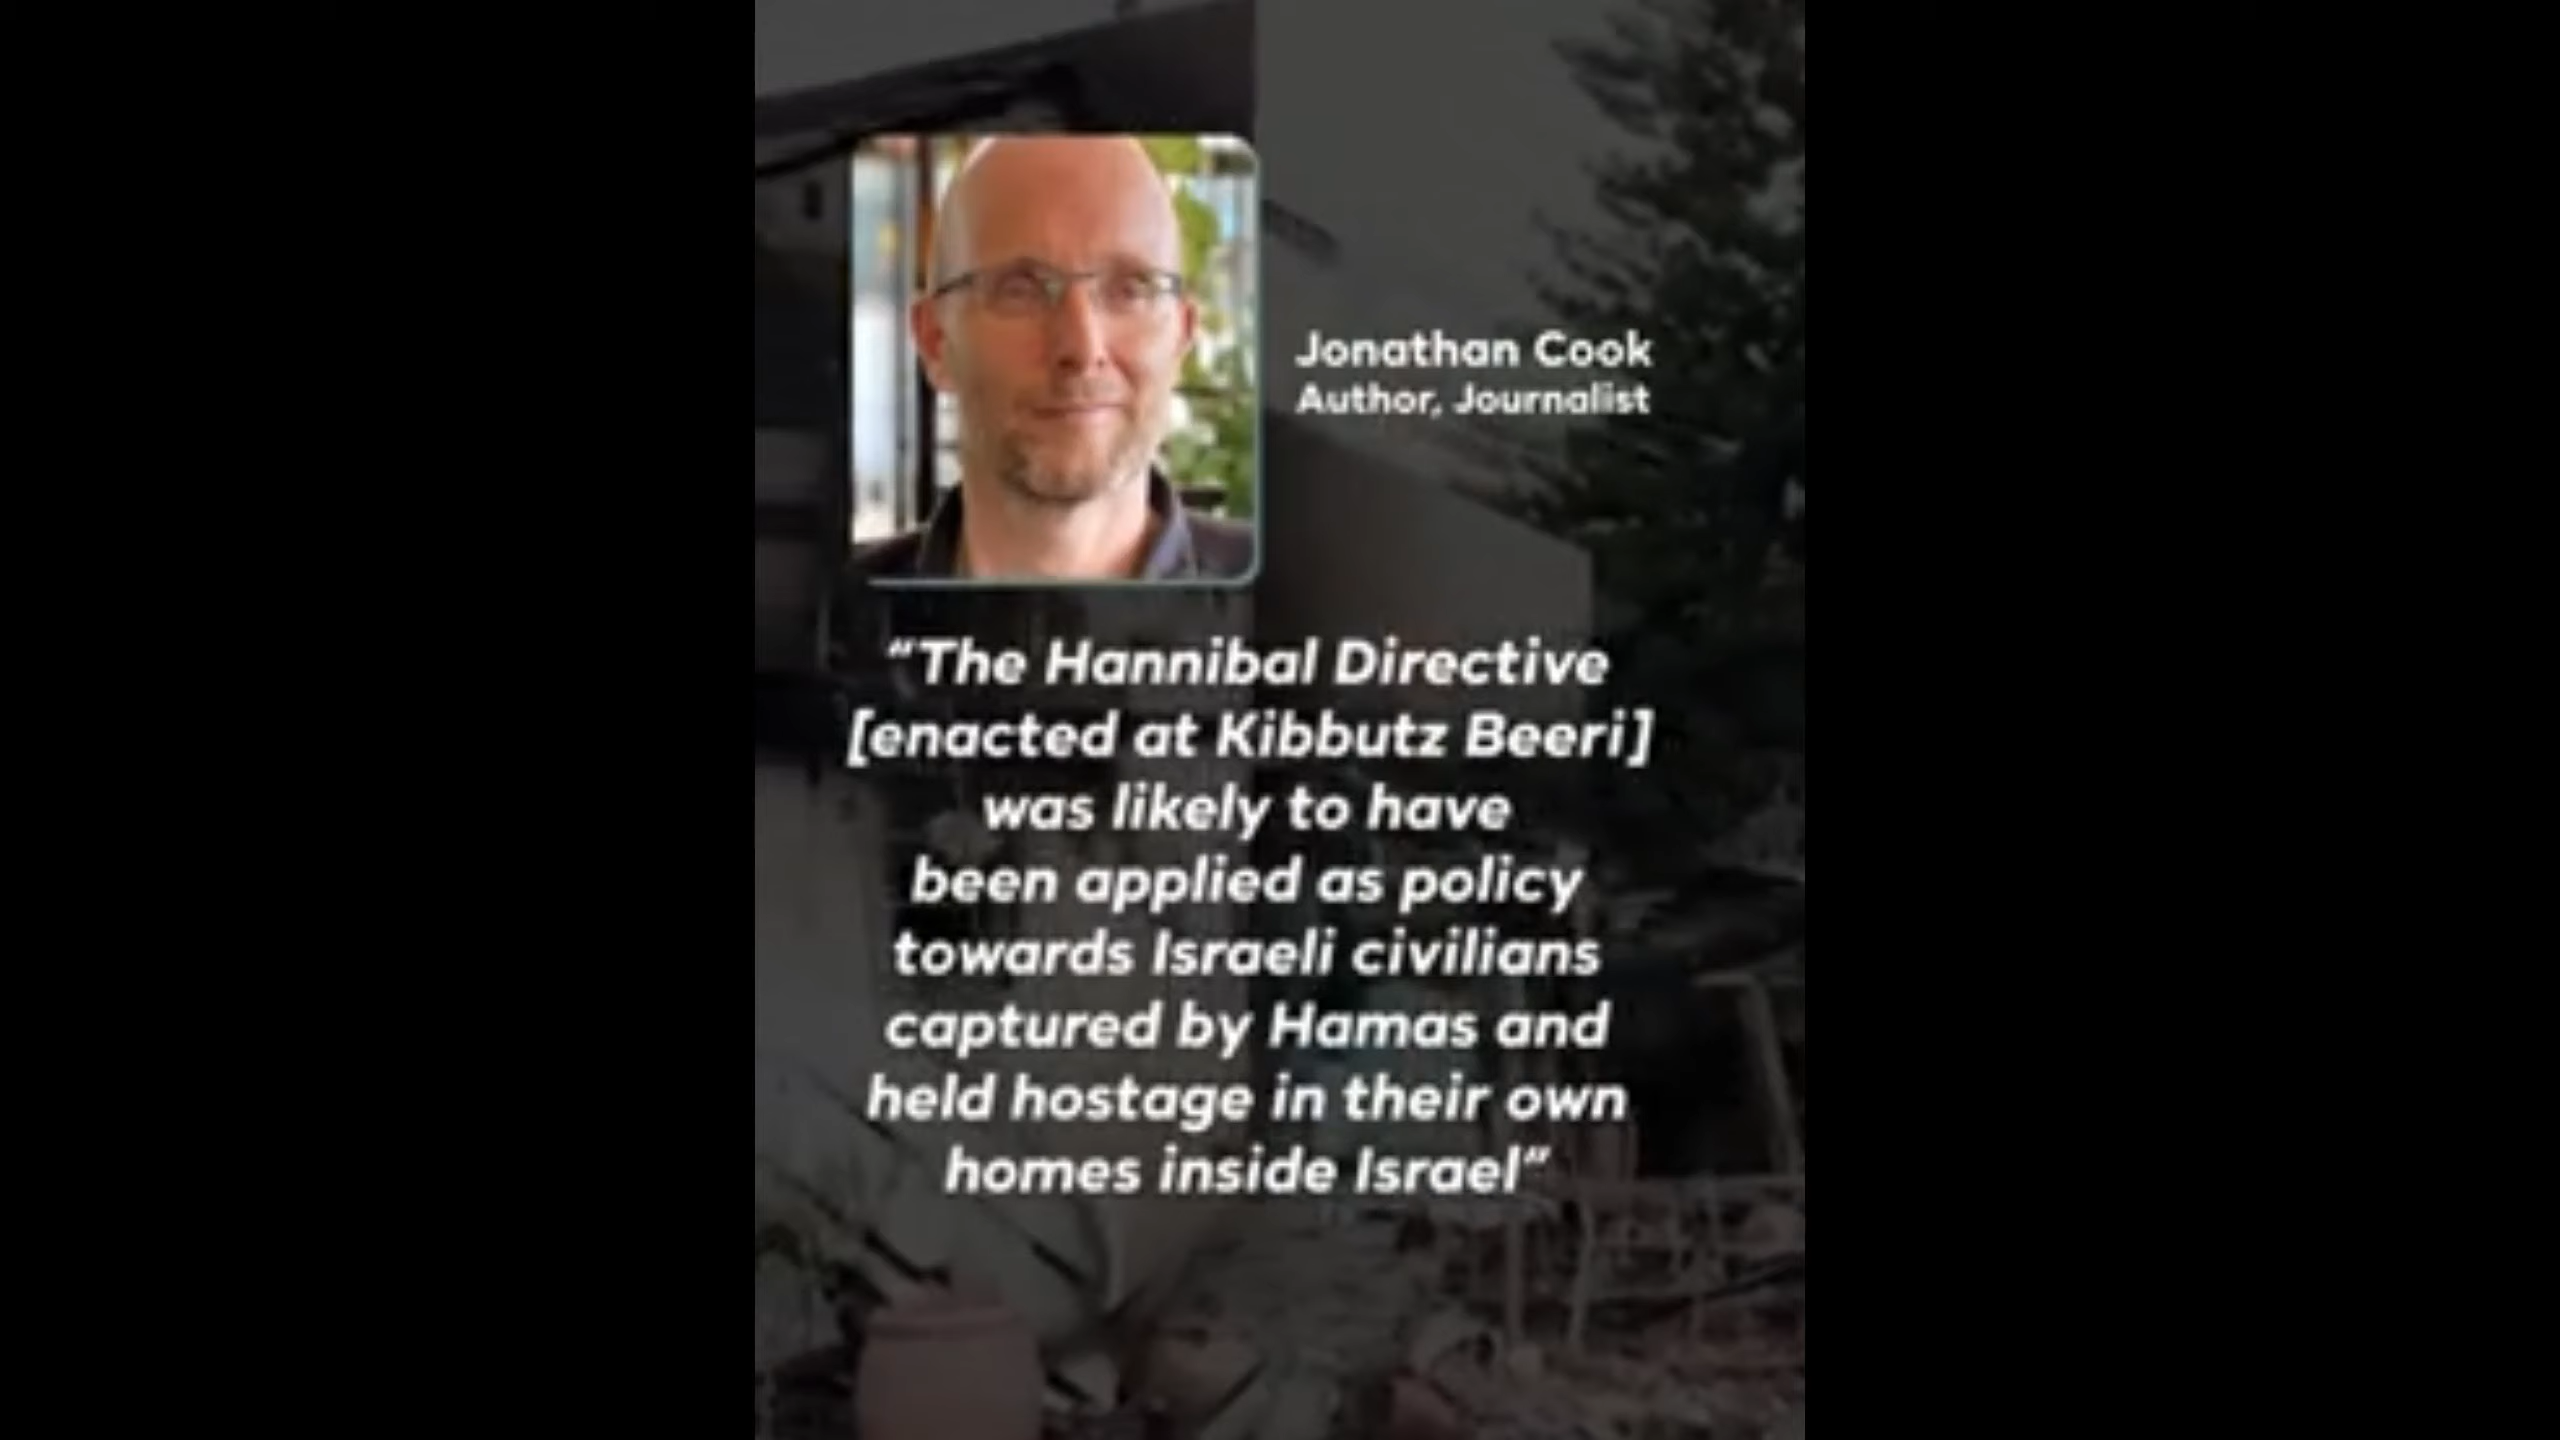 Jonathan Cook
Author, Journalist
“The Hannibal Directive
[enacted at Kibbutz Beeri]
was likely to have
been applied as policy
towards Israeli civilians
captured by Hamas and
held hostage in their own
homes inside Israel”